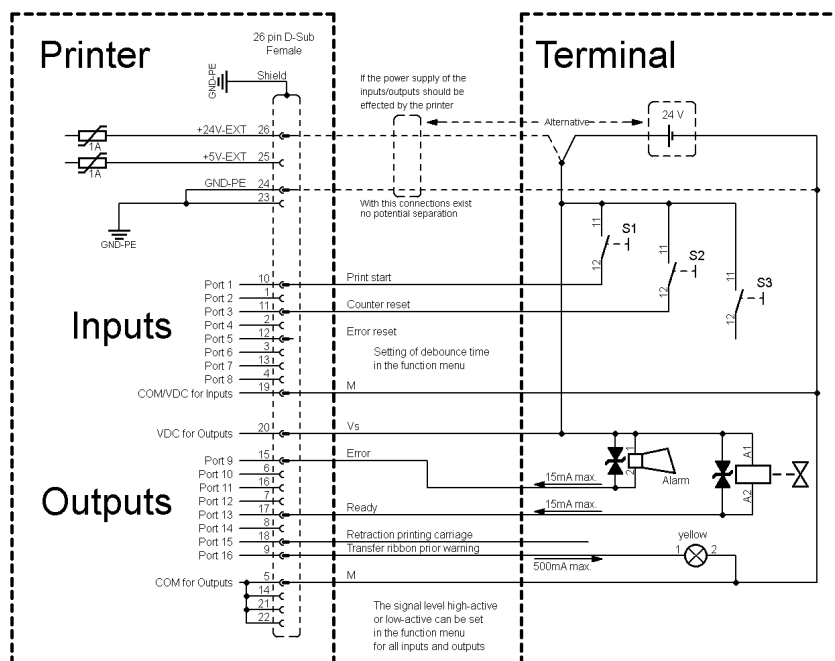 Printer
26 pin D-Sub
Female
Terminal
GND-PE
Shield
If the power supply of the
inputs/outputs should be
effected by the printer
Alternative
24 V
+24V-EXT 26
1A
+5V-EXT 25
1A
GND-PE 24
23
GND-PE
With this connections exist
no potential separation
11
S1
12
11
S2
12
11
S3
12
Inputs
Port 1 10 Print start
Port 2 1
Port 3 11 Counter reset
Port 4 2
Port 5 12 Error reset
Port 6 3
Port 7 13
Port 8 4
COM/VDC for Inputs 19 M
Setting of debounce time
in the function menu
Outputs
VDC for Outputs 20 Vs
Port 9 15 Error
Port 10 6
Port 11 16
Port 12 7
Port 13 17 Ready
Port 14 8
Port 15 18 Retraction printing carriage
Port 16 9 Transfer ribbon prior warning
COM for Outputs 5 M
14
21
22
1
2
Alarm
A1
A2
15mA max.
15mA max.
yellow
1 2
500mA max.
The signal level high-active
or low-active can be set
in the function menu
for all inputs and outputs